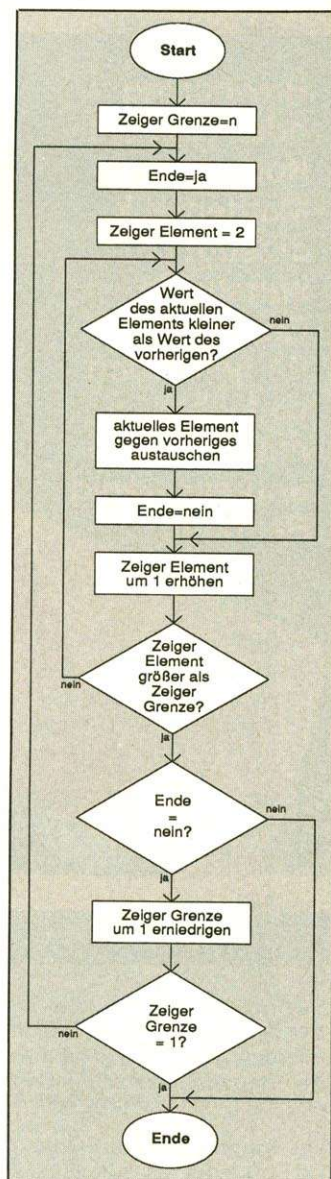 Start
Zeiger Grenze=n
Ende=ja
Zeiger Element = 2
Wert
des aktuellen
Elements kleiner
als Wert des
vorherigen?
nein
ja
aktuelles Element
gegen vorheriges
austauschen
Ende=nein
Zeiger Element
um 1 erhöhen
Zeiger
Element
größer als
Zeiger
Grenze?
nein
ja
Ende
=
nein?
nein
ja
Zeiger Grenze
um 1 erniedrigen
Zeiger
Grenze
= 1?
nein
ja
Ende